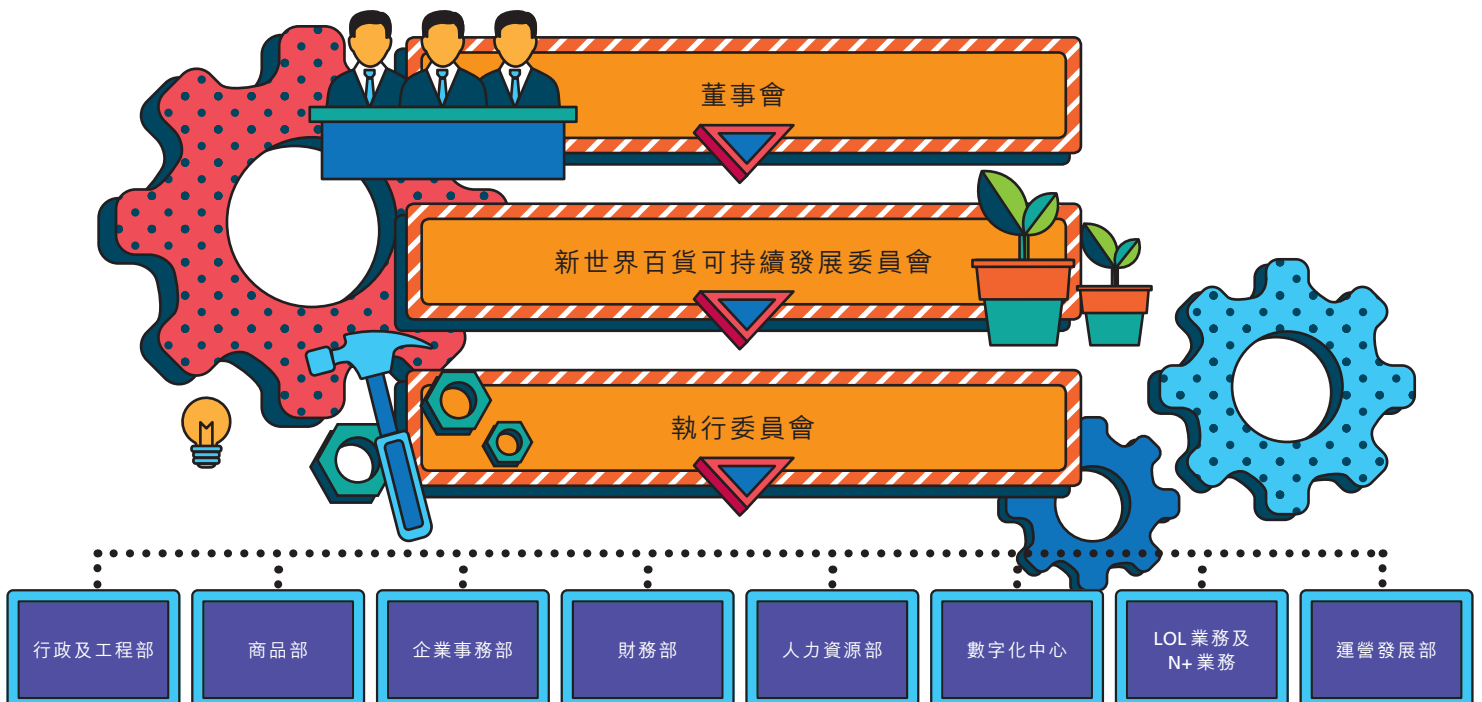 董事會
新世界百貨可持續發展委員會
執行委員會
行政及工程部
商品部
企業事務部
財務部
人力資源部
數字化中心
LOL 業務及
N+ 業務
運營發展部